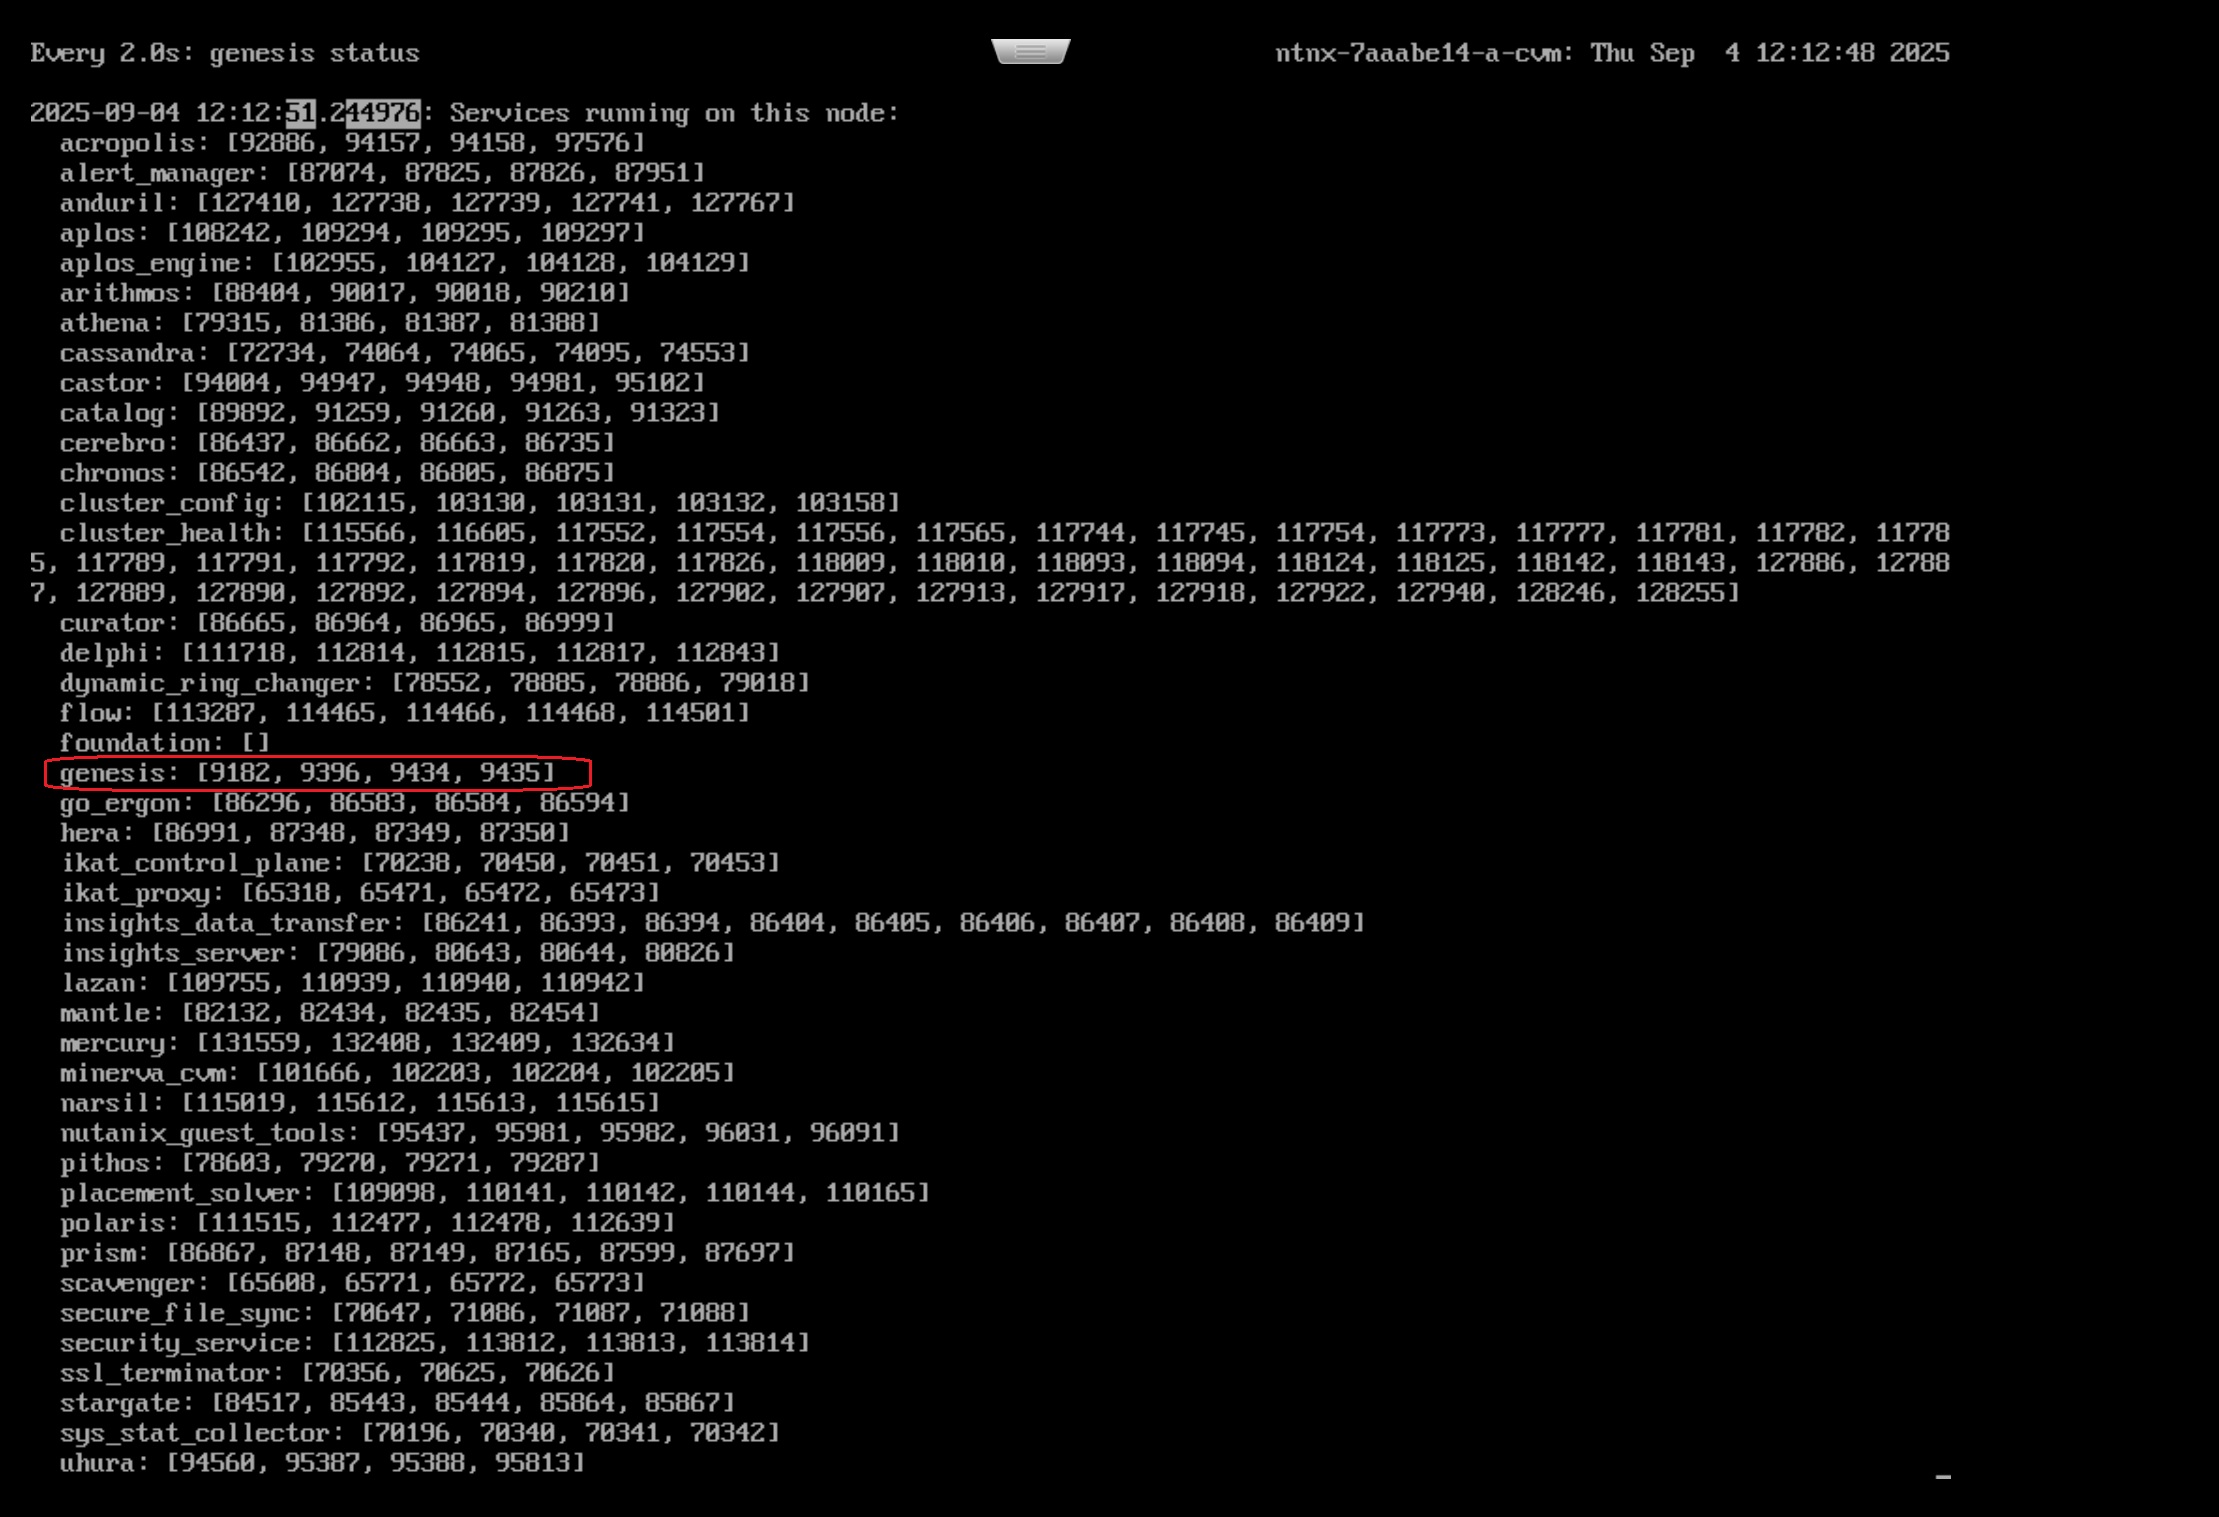 Every 2.0s: genesis status ntnx-7aaabe14-a-cvm: Thu Sep  4 12:12:48 2025
2025-09-04 12:12:51.244976: Services running on this node:
acropolis: [92886, 94157, 94158, 97576]
alert_manager: [87074, 87825, 87826, 87951]
anduril: [127410, 127738, 127739, 127741, 127767]
aplos: [108242, 109294, 109295, 109297]
aplos_engine: [102955, 104127, 104128, 104129]
arithmos: [88404, 90017, 90018, 90210]
athena: [79315, 81386, 81387, 81388]
cassandra: [72734, 74064, 74065, 74095, 74553]
castor: [94004, 94947, 94948, 94981, 95102]
catalog: [89892, 91259, 91260, 91263, 91323]
cerebro: [86437, 86662, 86663, 86735]
chronos: [86542, 86804, 86805, 86875]
cluster_config: [102115, 103130, 103131, 103132, 103158]
cluster_health: [115566, 116605, 117552, 117554, 117556, 117565, 117744, 117745, 117754, 117773, 117777, 117781, 117782, 11778
5, 117789, 117791, 117792, 117819, 117820, 117826, 118009, 118010, 118093, 118094, 118124, 118125, 118142, 118143, 127886, 12788
7, 127889, 127890, 127892, 127894, 127896, 127902, 127907, 127913, 127917, 127918, 127922, 127940, 128246, 128255]
curator: [86665, 86964, 86965, 86999]
delphi: [111718, 112814, 112815, 112817, 112843]
dynamic_ring_changer: [78552, 78885, 78886, 79018]
flow: [113287, 114465, 114466, 114468, 114501]
foundation: []
genesis: [9182, 9396, 9434, 9435]
go_ergon: [86296, 86583, 86584, 86594]
hera: [86991, 87348, 87349, 87350]
ikat_control_plane: [70238, 70450, 70451, 70453]
ikat_proxy: [65318, 65471, 65472, 65473]
insights_data_transfer: [86241, 86393, 86394, 86404, 86405, 86406, 86407, 86408, 86409]
insights_server: [79086, 80643, 80644, 80826]
lazan: [109755, 110939, 110940, 110942]
mantle: [82132, 82434, 82435, 82454]
mercury: [131559, 132408, 132409, 132634]
minerva_cvm: [101666, 102203, 102204, 102205]
narsil: [115019, 115612, 115613, 115615]
nutanix_guest_tools: [95437, 95981, 95982, 96031, 96091]
pithos: [78603, 79270, 79271, 79287]
placement_solver: [109098, 110141, 110142, 110144, 110165]
polaris: [111515, 112477, 112478, 112639]
prism: [86867, 87148, 87149, 87165, 87599, 87697]
scavenger: [65608, 65771, 65772, 65773]
secure_file_sync: [70647, 71086, 71087, 71088]
security_service: [112825, 113812, 113813, 113814]
ssl_terminator: [70356, 70625, 70626]
stargate: [84517, 85443, 85444, 85864, 85867]
sys_stat_collector: [70196, 70340, 70341, 70342]
uhura: [94560, 95387, 95388, 95813]